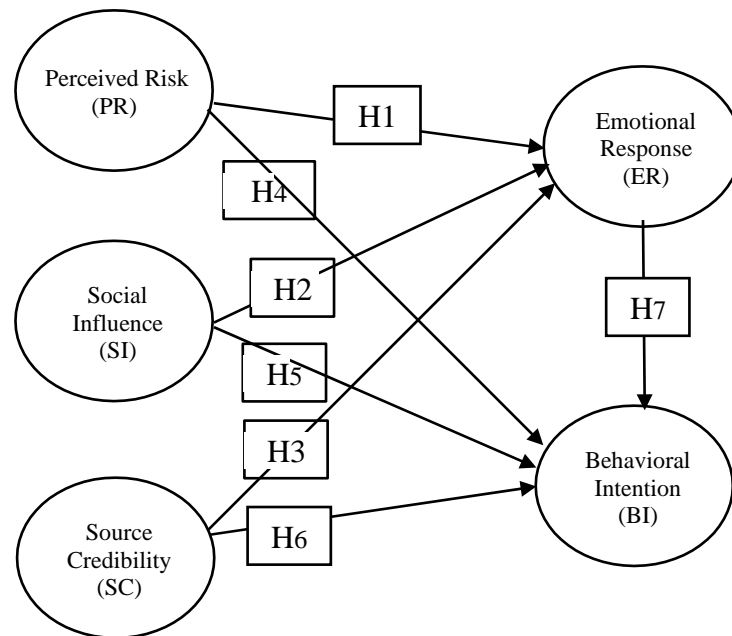 Perceived Risk
(PR)
H1
Emotional
Response
(ER)
H4
Social
Influence
(SI)
H2
H7
H5
H3
Source
Credibility
(SC)
H6
Behavioral
Intention
(BI)